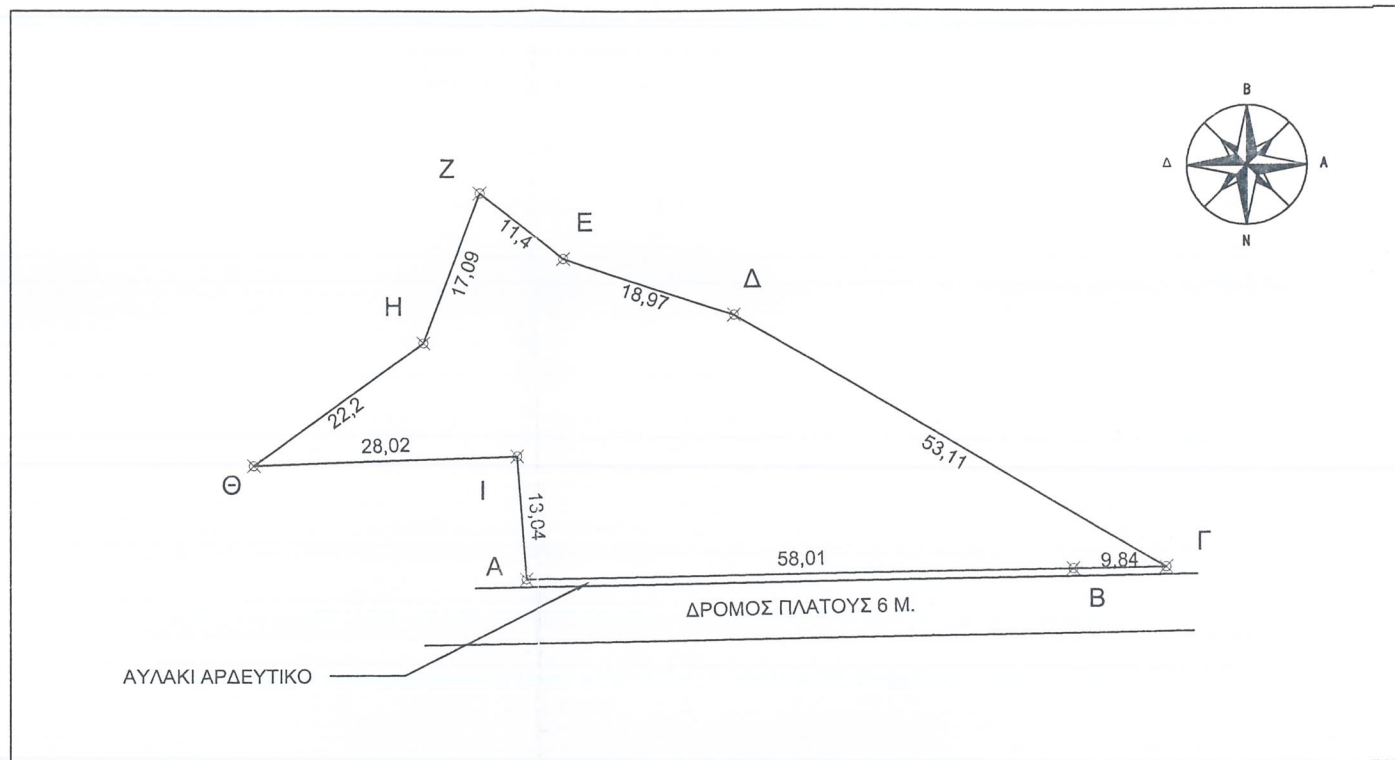 Β
Δ Α
Ν
Ζ
11,4
Ε
17,09
18,97
Δ
Η
22,2
53,11
28,02
Θ
Ι
13,04
Α
58,01
9,84
Γ
Β
ΔΡΟΜΟΣ ΠΛΑΤΟΥΣ 6 Μ.
ΑΥΛΑΚΙ ΑΡΔΕΥΤΙΚΟ